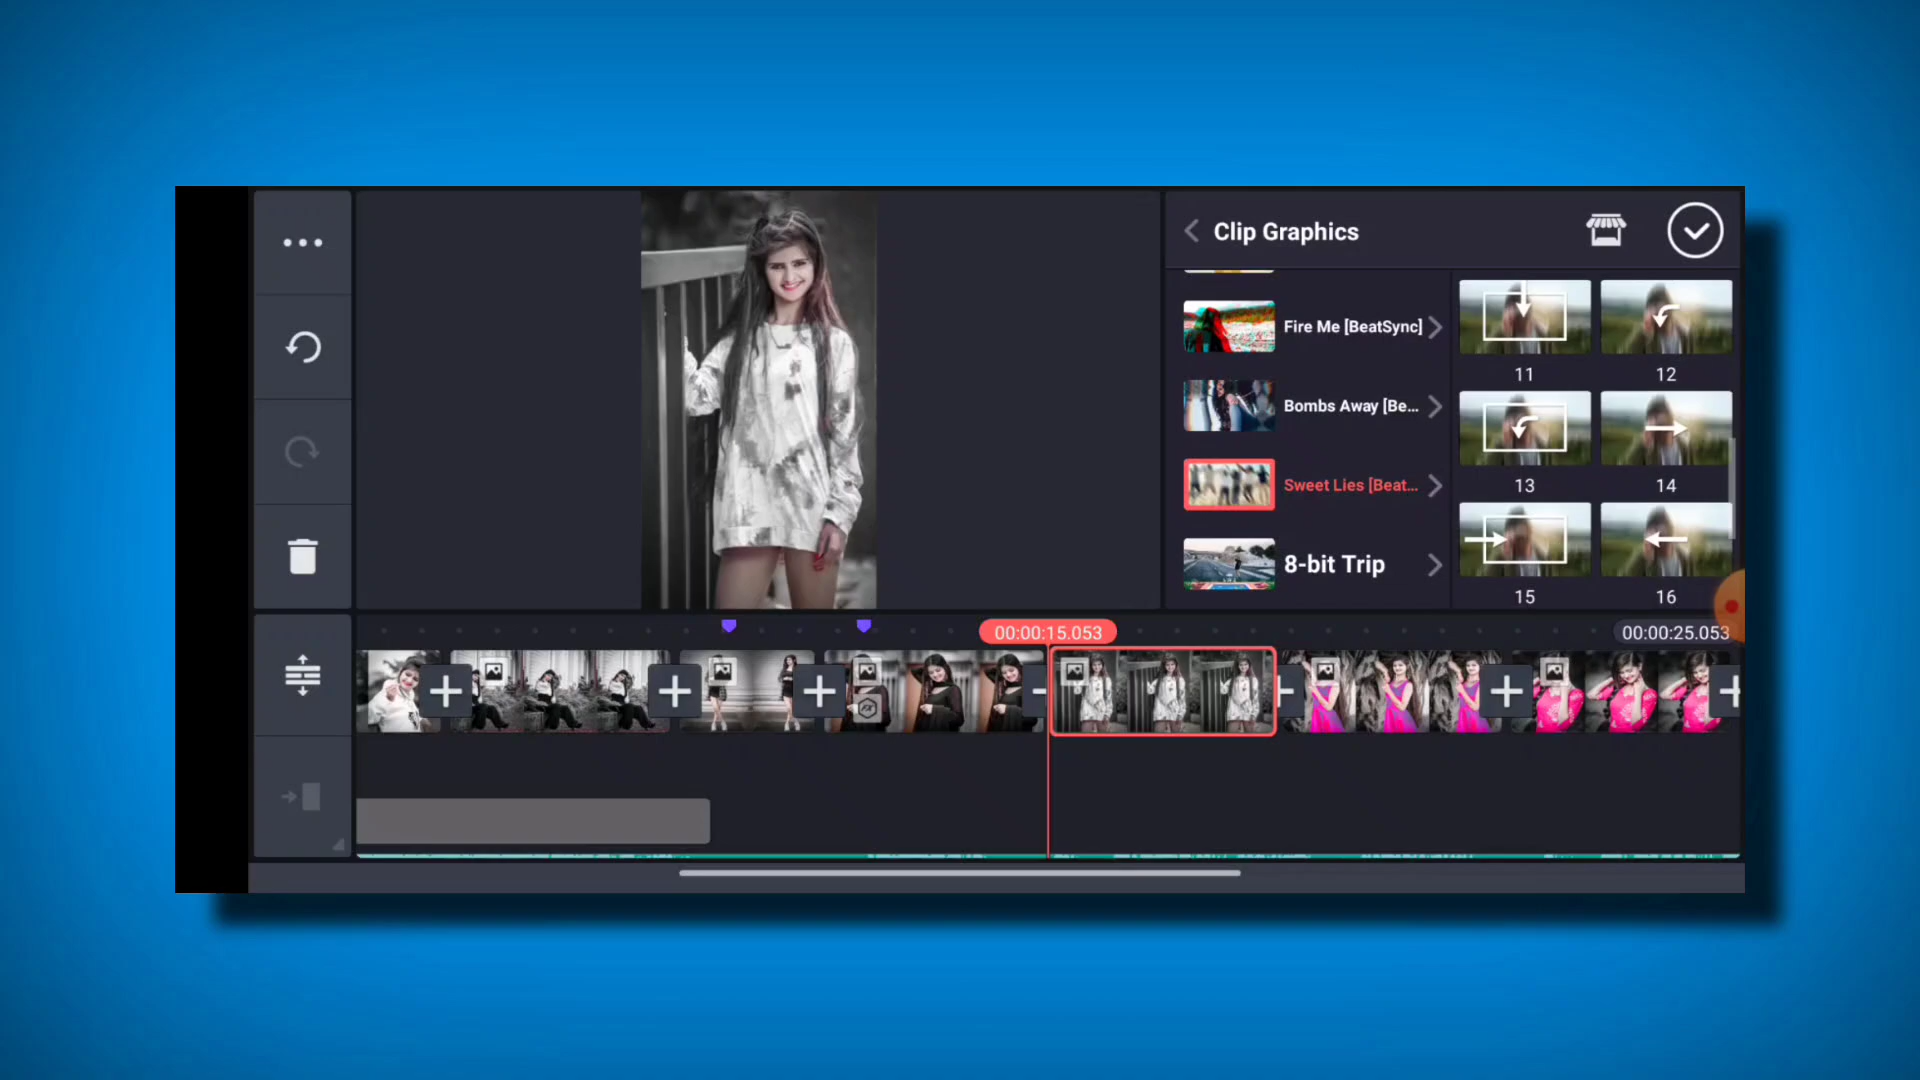 Clip Graphics
Fire Me [BeatSync]
Bombs Away [Be...
Sweet Lies [Beat...
8-bit Trip
11
12
13
14
15
16
00:00:15.053
00:00:25.053